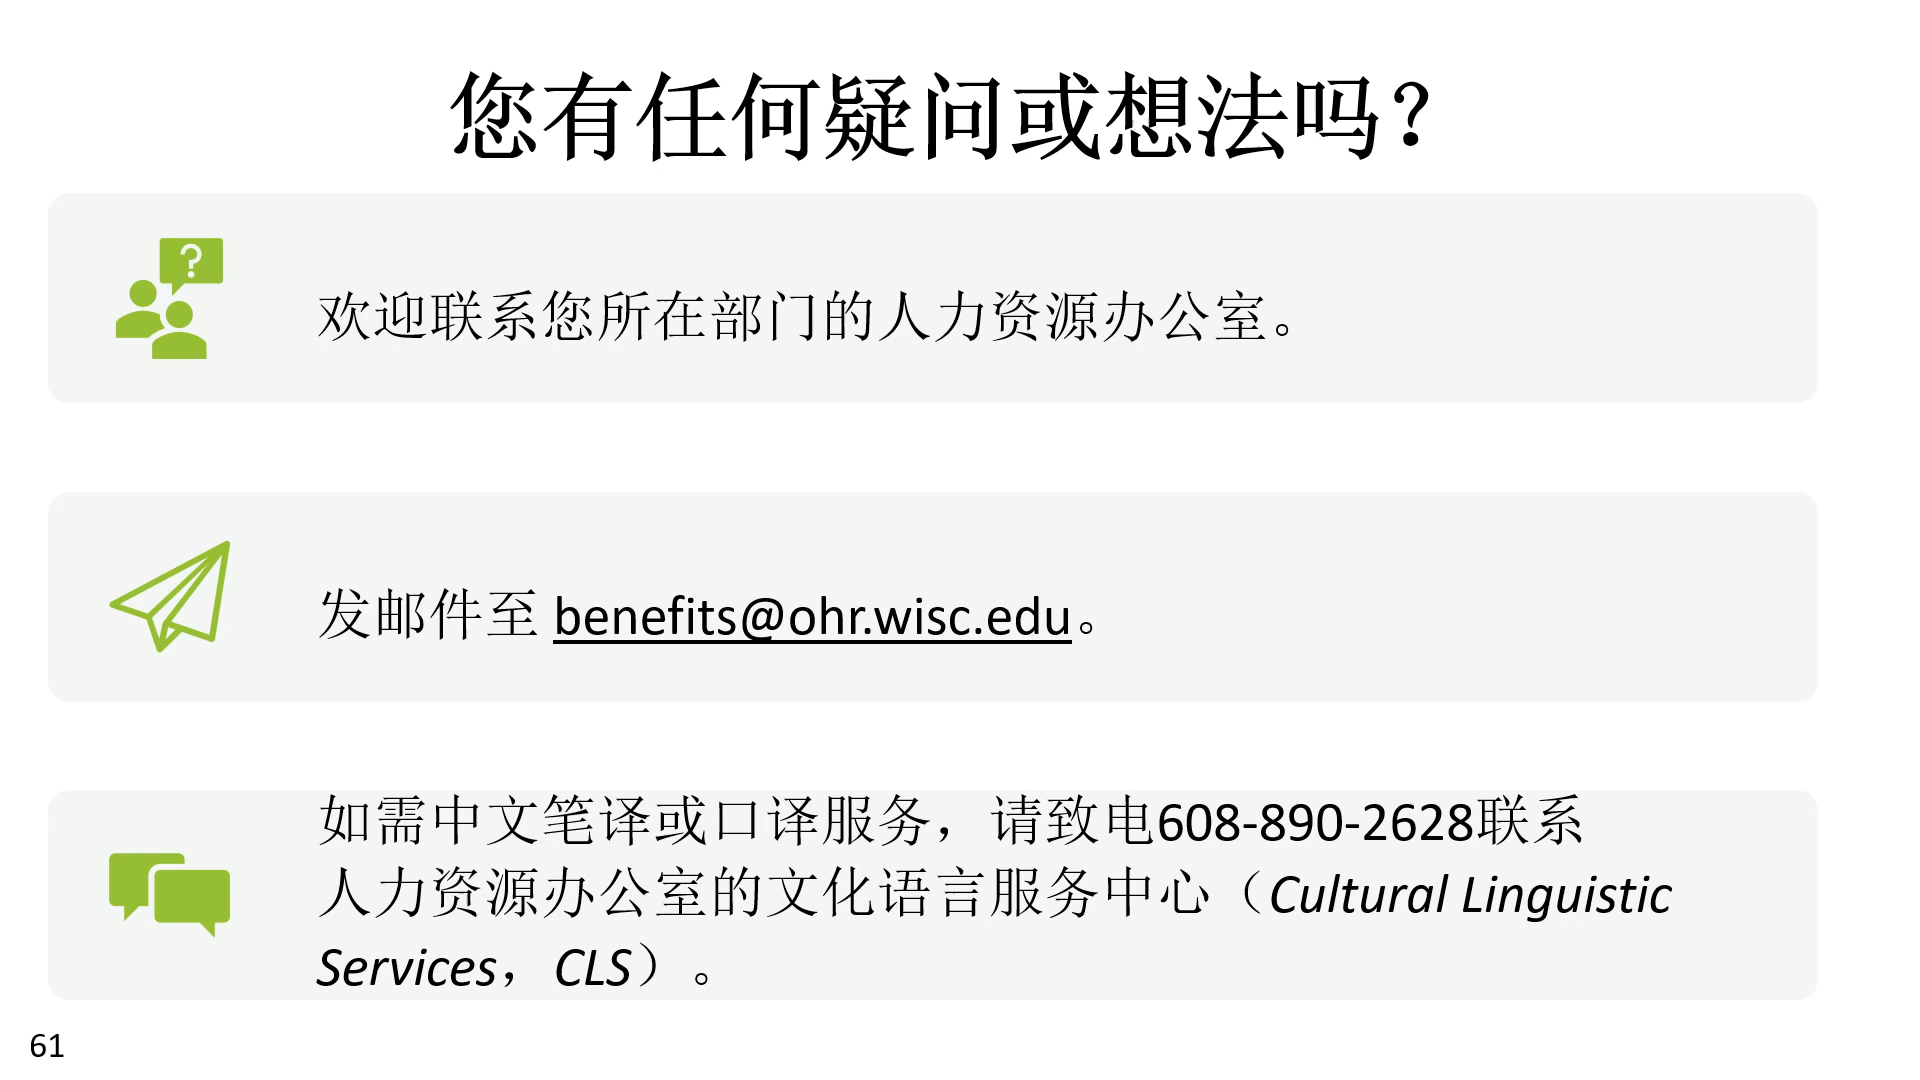 您有任何疑问或想法吗？
?
欢迎联系您所在部门的人力资源办公室。
发邮件至 benefits@ohr.wisc.edu。
如需中文笔译或口译服务，请致电608-890-2628联系
人力资源办公室的文化语言服务中心（Cultural Linguistic
Services，CLS）。
61